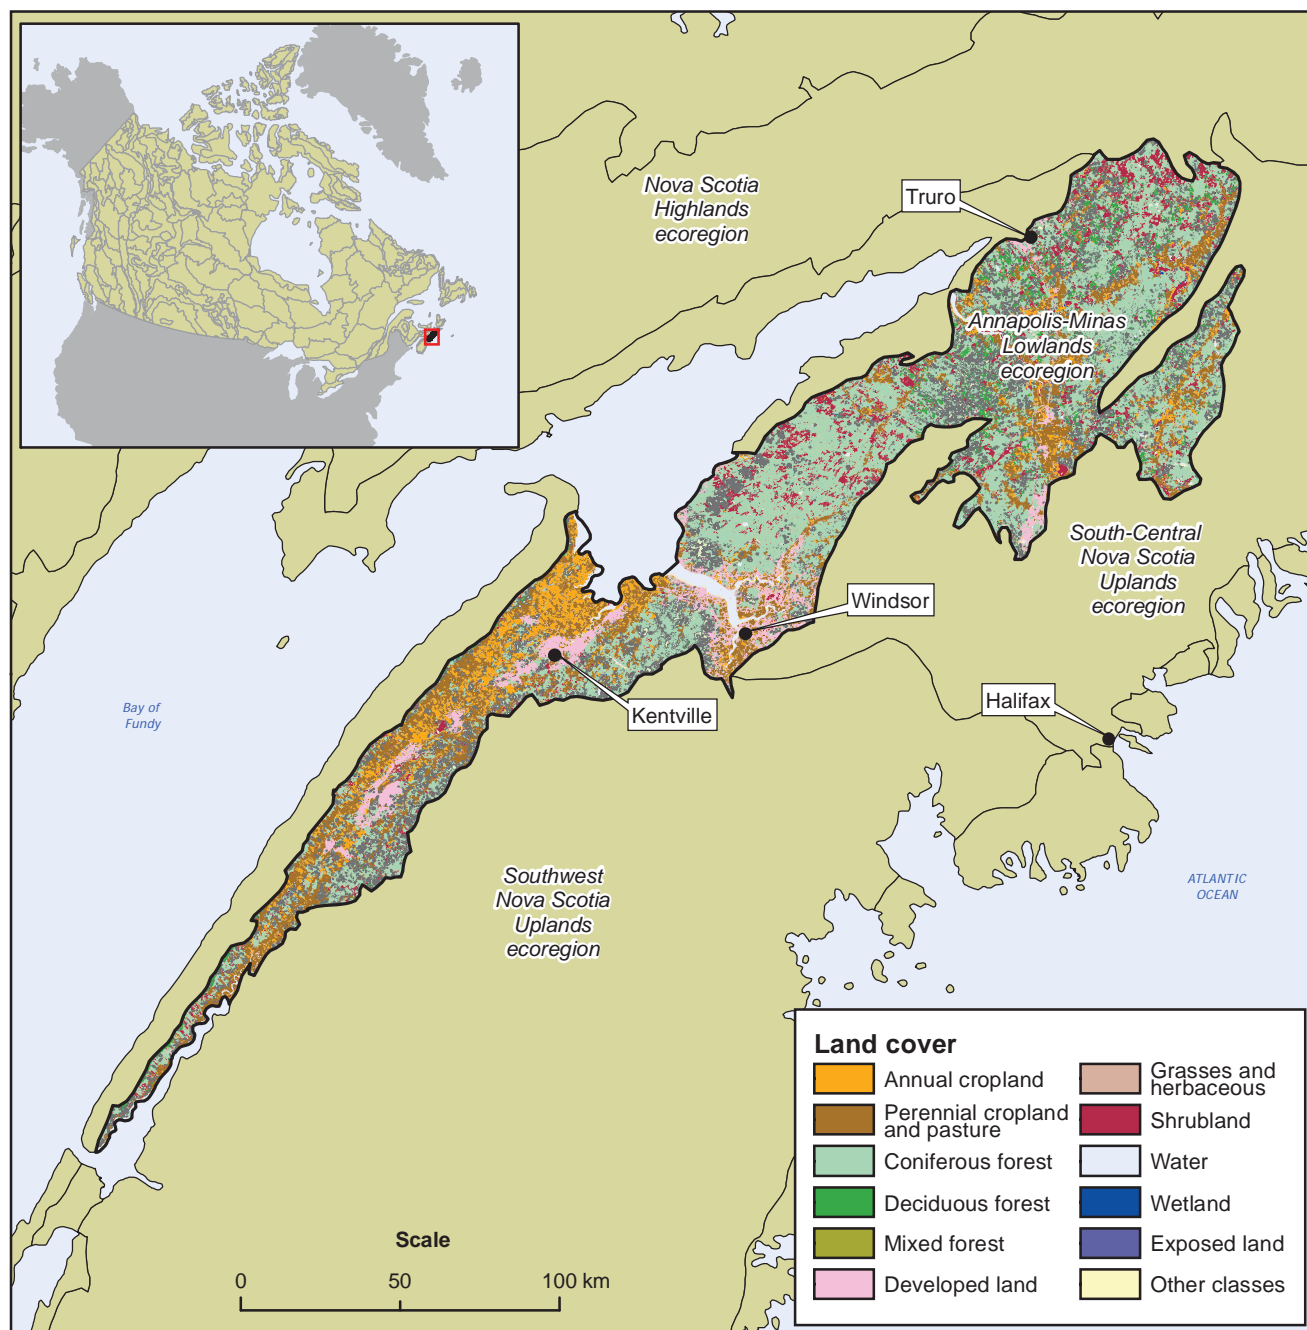 Nova Scotia
Highlands
ecoregion
Truro
Annapolis-Minas
Lowlands
ecoregion
South-Central
Nova Scotia
Uplands
ecoregion
Windsor
Kentville
Halifax
Bay of
Fundy
Southwest
Nova Scotia
Uplands
ecoregion
ATLANTIC
OCEAN
Land cover
Annual cropland
Perennial cropland
and pasture
Coniferous forest
Deciduous forest
Mixed forest
Developed land
Grasses and
herbaceous
Shrubland
Water
Wetland
Exposed land
Other classes
Scale
0 50 100 km